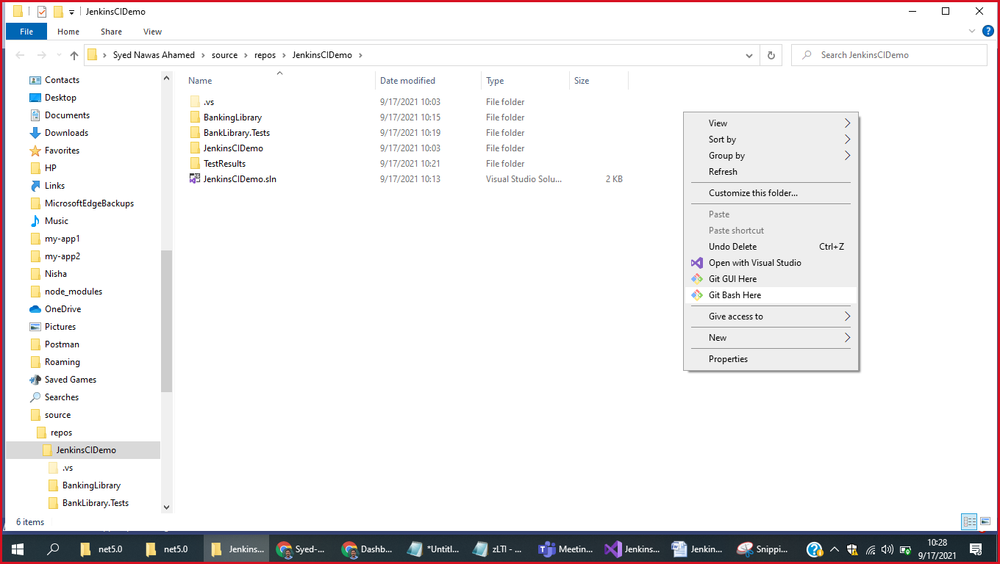 JenkinsCIDemo
File Home Share View
Syed Nawas Ahamed > source > repos > JenkinsCIDemo >
Search JenkinsCIDemo
Contacts
Desktop
Documents
Downloads
Favorites
HP
Links
MicrosoftEdgeBackups
Music
my-app1
my-app2
Nisha
node_modules
OneDrive
Pictures
Postman
Roaming
Saved Games
Searches
source
repos
JenkinsCIDemo
.vs
BankingLibrary
BankLibrary.Tests
Name Date modified Type Size
.vs 9/17/2021 10:03 File folder
BankingLibrary 9/17/2021 10:15 File folder
BankLibrary.Tests 9/17/2021 10:19 File folder
JenkinsCIDemo 9/17/2021 10:03 File folder
TestResults 9/17/2021 10:21 File folder
JenkinsCIDemo.sln 9/17/2021 10:13 Visual Studio Solu... 2 KB
View
Sort by
Group by
Refresh
Customize this folder...
Paste
Paste shortcut
Undo Delete Ctrl+Z
Open with Visual Studio
Git GUI Here
Git Bash Here
Give access to
New
Properties
6 items
net5.0 net5.0 Jenkins... Syed-... Dashb... *Untitl... zLTI - ... Meetin... Jenkins... Jenkin... Snippi...
10:28
9/17/2021